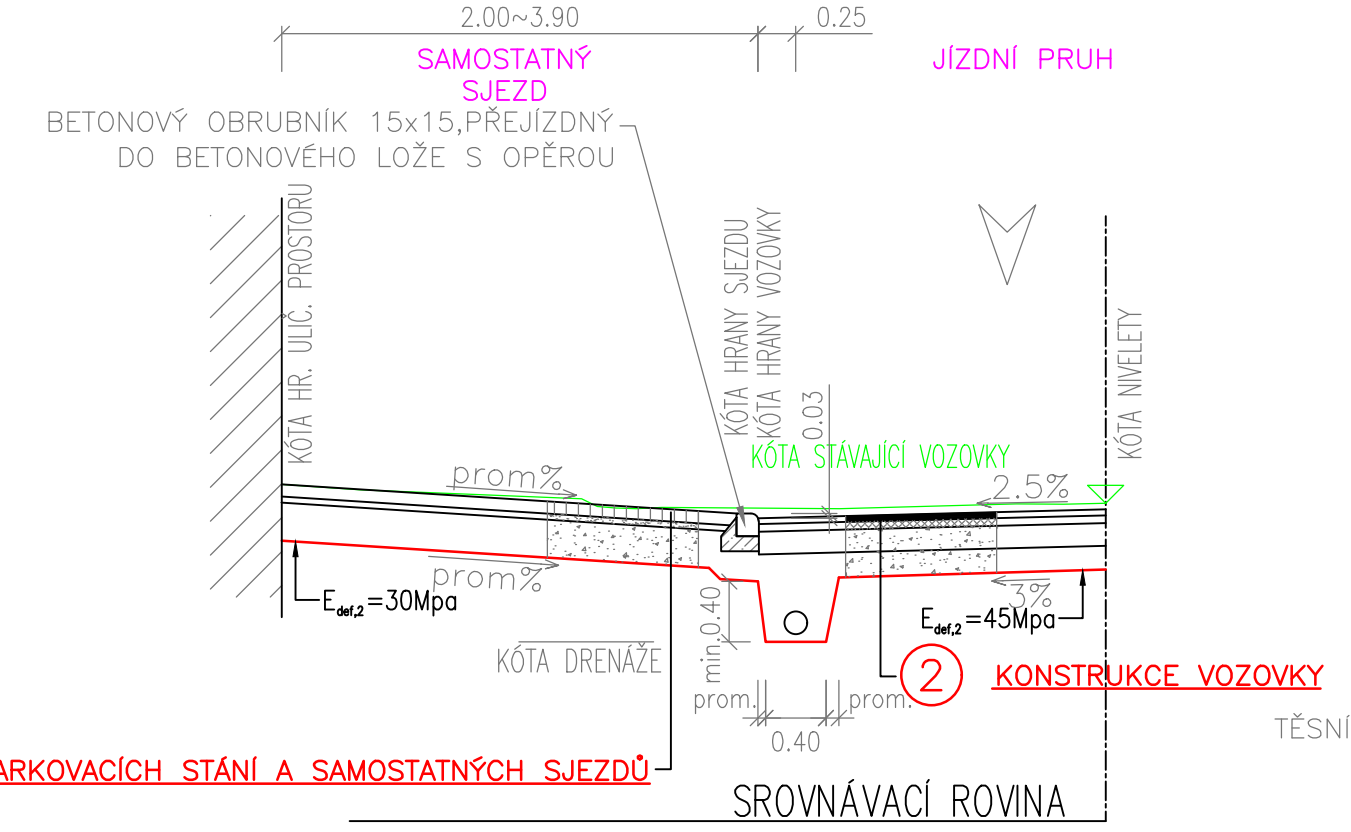 2.00~3.90
0.25
SAMOSTATNÝ
SJEZD
JÍZDNÍ PRUH
BETONOVÝ OBRUBNÍK 15x15,PŘEJÍZDNÝ
DO BETONOVÉHO LOŽE S OPĚROU
KÓTA HR. ULIČ. PROSTORU
KÓTA HRANY SJEZDU
KÓTA HRANY VOZOVKY
0.03
KÓTA NIVELETY
KÓTA STÁVAJÍCÍ VOZOVKY
prom%
2.5%
prom%
3%
Edef,2=30Mpa
Edef,2=45Mpa
min.0.40
KÓTA DRENÁŽE
2
KONSTRUKCE VOZOVKY
prom.
prom.
0.40
TĚSNÍ
ARKOVACÍCH STÁNÍ A SAMOSTATNÝCH SJEZDŮ
SROVNÁVACÍ ROVINA